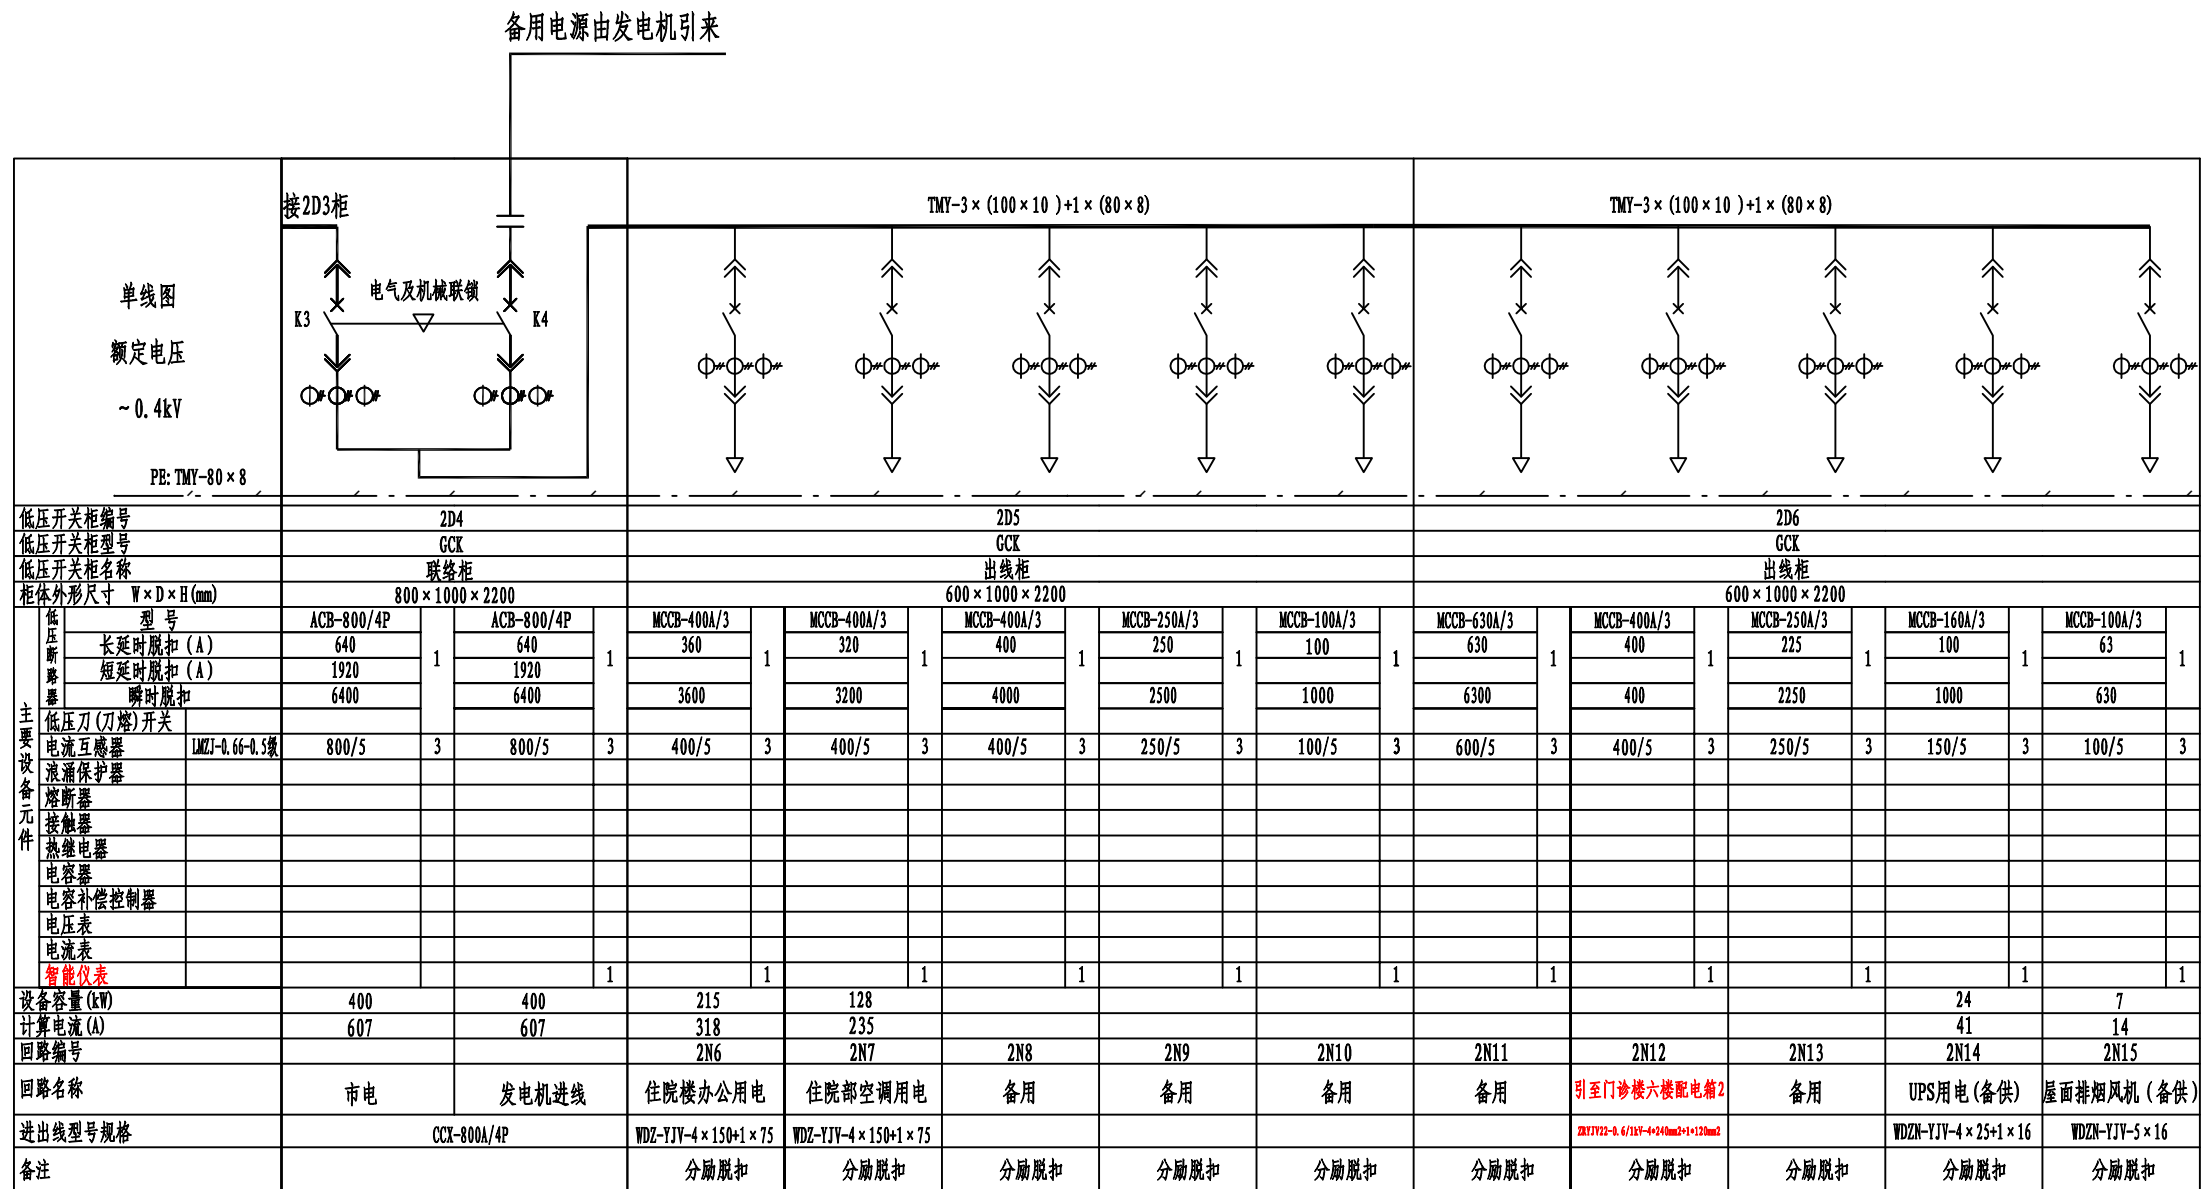 备用电源由发电机引来
接2D3柜
TMY-3×(100×10 )+1×(80×8)
TMY-3×(100×10 )+1×(80×8)
单线图
额定电压
~0.4kV
电气及机械联锁
K3
K4
PE:TMY-80×8
低压开关柜编号 2D4 2D5 2D6
低压开关柜型号 GCK GCK GCK
低压开关柜名称 联络柜 出线柜 出线柜
柜体外形尺寸 W×D×H(mm) 800×1000×2200 600×1000×2200 600×1000×2200
主要设备元件
低压断路器
型号 ACB-800/4P ACB-800/4P MCCB-400A/3 MCCB-400A/3 MCCB-400A/3 MCCB-250A/3 MCCB-100A/3 MCCB-630A/3 MCCB-400A/3 MCCB-250A/3 MCCB-160A/3 MCCB-100A/3
长延时脱扣(A) 640 640 360 320 400 250 100 630 400 225 100 63
1 1 1 1 1 1 1 1 1 1 1 1
短延时脱扣(A) 1920 1920
瞬时脱扣 6400 6400 3600 3200 4000 2500 1000 6300 400 2250 1000 630
低压刀(刀熔)开关
电流互感器 LMZJ-0.66-0.5级 800/5 3 800/5 3 400/5 3 400/5 3 400/5 3 250/5 3 100/5 3 600/5 3 400/5 3 250/5 3 150/5 3 100/5 3
浪涌保护器
熔断器
接触器
热继电器
电容器
电容补偿控制器
电压表
电流表
智能仪表 1 1 1 1 1 1 1 1 1 1 1
设备容量(kW) 400 400 215 128 24 7
计算电流(A) 607 607 318 235 41 14
回路编号 2N6 2N7 2N8 2N9 2N10 2N11 2N12 2N13 2N14 2N15
回路名称 市电 发电机进线 住院楼办公用电 住院部空调用电 备用 备用 备用 备用 引至门诊楼六楼配电箱2 备用 UPS用电(备供) 屋面排烟风机(备供)
进出线型号规格 CCX-800A/4P WDZ-YJV-4×150+1×75 WDZ-YJV-4×150+1×75 ZRYJV22-0.6/1kV-4*240mm2+1*120mm2 WDZN-YJV-4×25+1×16 WDZN-YJV-5×16
备注 分励脱扣 分励脱扣 分励脱扣 分励脱扣 分励脱扣 分励脱扣 分励脱扣 分励脱扣 分励脱扣 分励脱扣